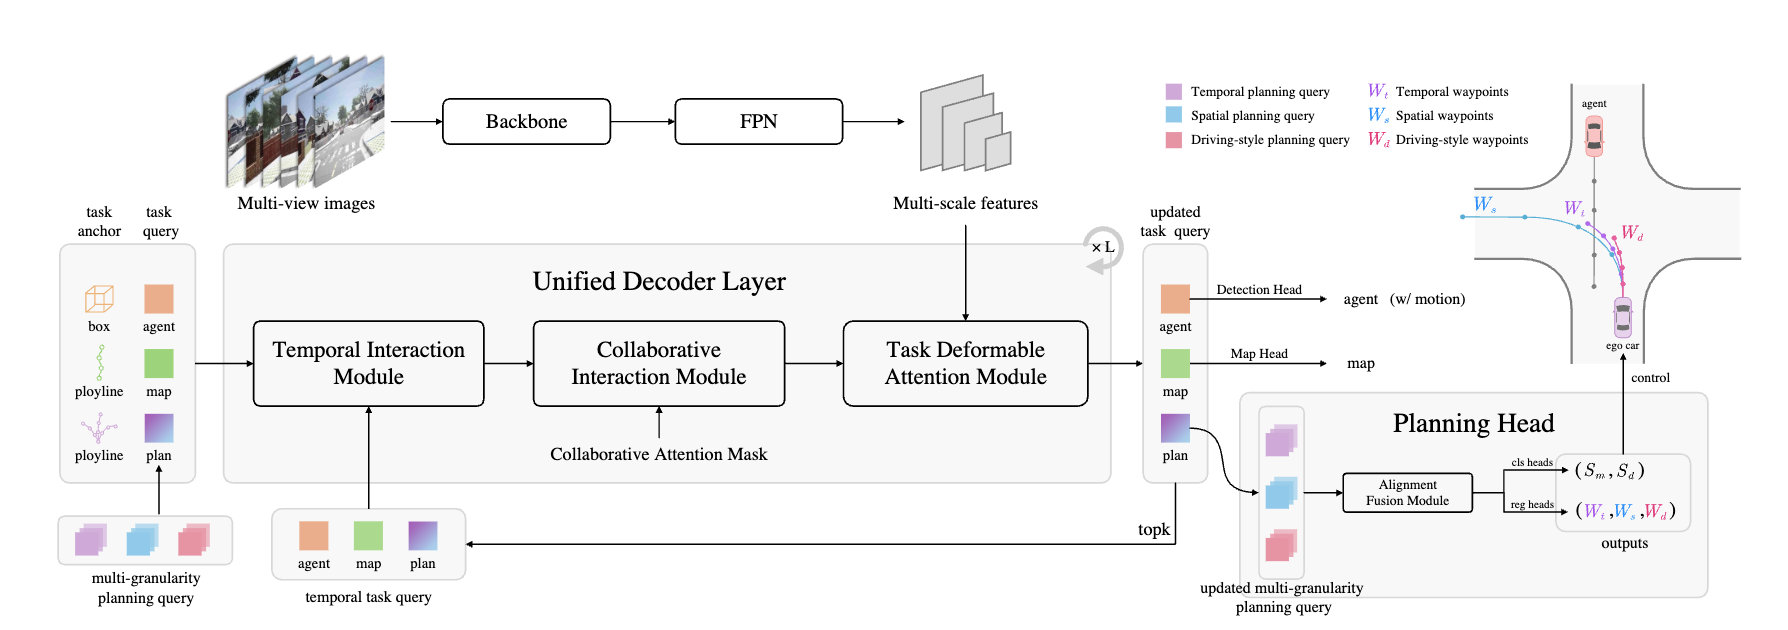 Backbone
FPN
Multi-view images
Multi-scale features
Temporal planning query
Spatial planning query
Driving-style planning query
W_t Temporal waypoints
W_s Spatial waypoints
W_d Driving-style waypoints
agent
W_s
W_t
W_d
ego car
control
task
anchor
task
query
box
agent
ployline
map
ployline
plan
multi-granularity
planning query
× L
Unified Decoder Layer
Temporal Interaction
Module
Collaborative
Interaction Module
Task Deformable
Attention Module
Collaborative Attention Mask
agent
map
plan
temporal task query
topk
updated
task query
agent
map
plan
Detection Head
agent (w/ motion)
Map Head
map
Planning Head
Alignment
Fusion Module
cls heads
(S_m, S_d)
reg heads
(W_t, W_s, W_d)
outputs
updated multi-granularity
planning query